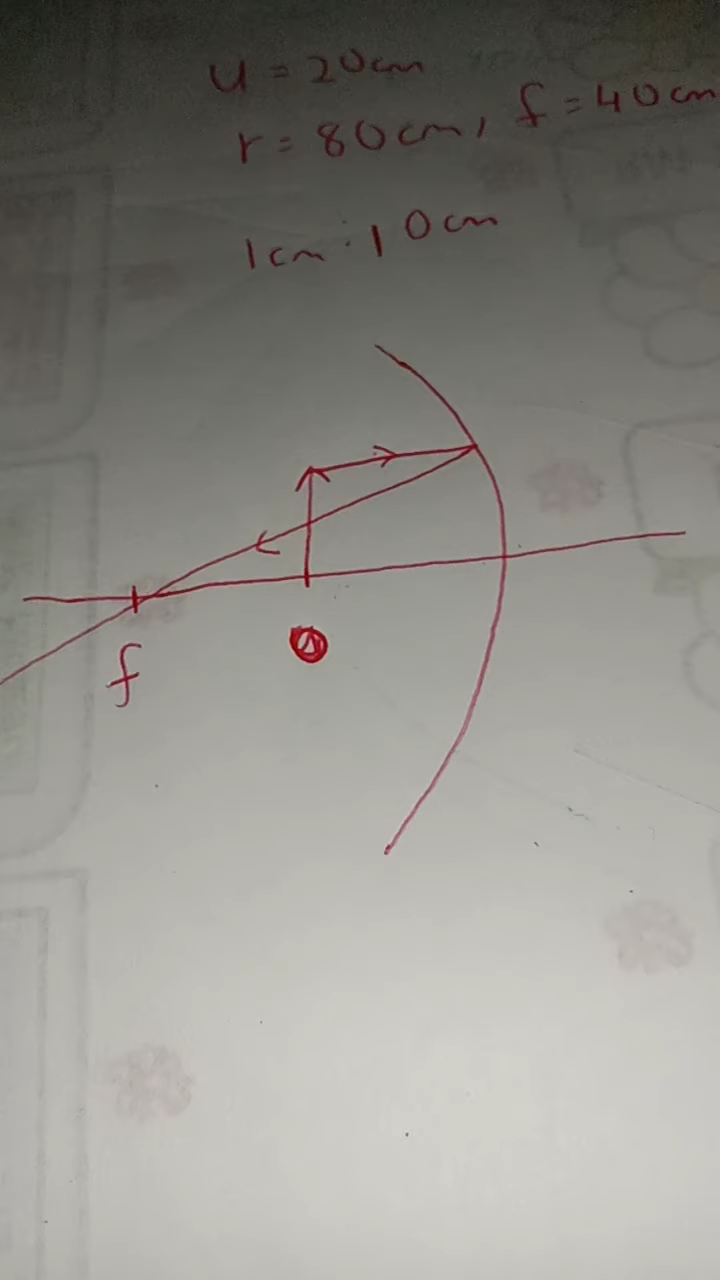 u = 20cm
r = 80cm, f = 40cm
1cm : 10cm
f